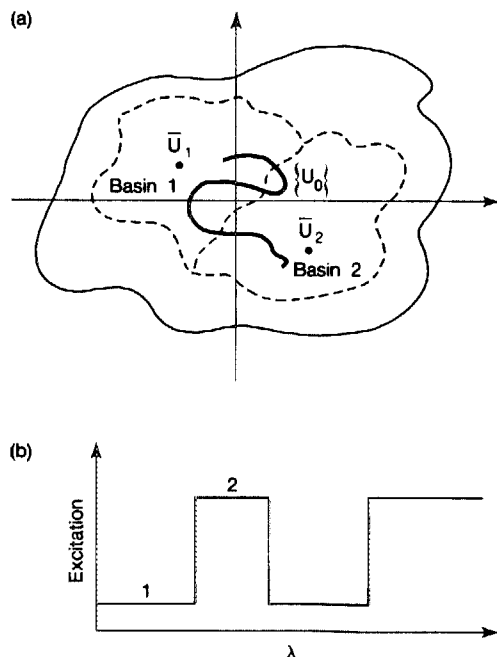 (a)
Ū₁
{U₀}
Basin 1
Ū₂
Basin 2
(b)
2
1
Excitation
λ